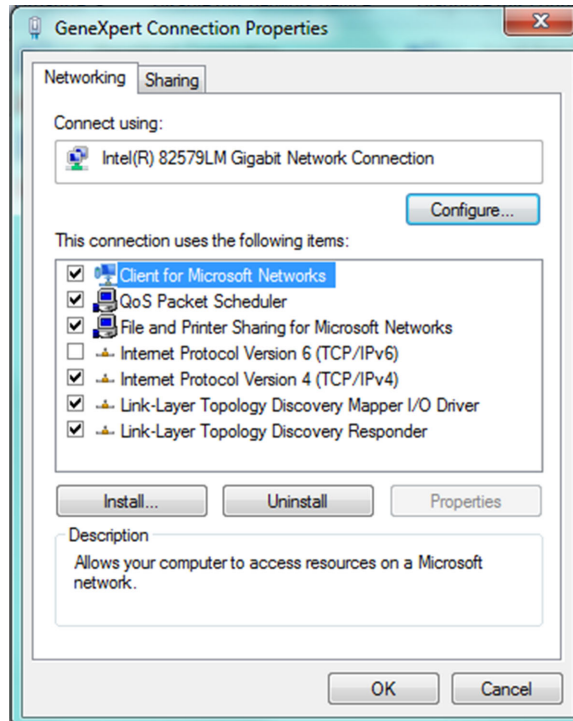 GeneXpert Connection Properties
Networking Sharing
Connect using:
Intel(R) 82579LM Gigabit Network Connection
Configure...
This connection uses the following items:
Client for Microsoft Networks
QoS Packet Scheduler
File and Printer Sharing for Microsoft Networks
Internet Protocol Version 6 (TCP/IPv6)
Internet Protocol Version 4 (TCP/IPv4)
Link-Layer Topology Discovery Mapper I/O Driver
Link-Layer Topology Discovery Responder
Install... Uninstall Properties
Description
Allows your computer to access resources on a Microsoft
network.
OK Cancel